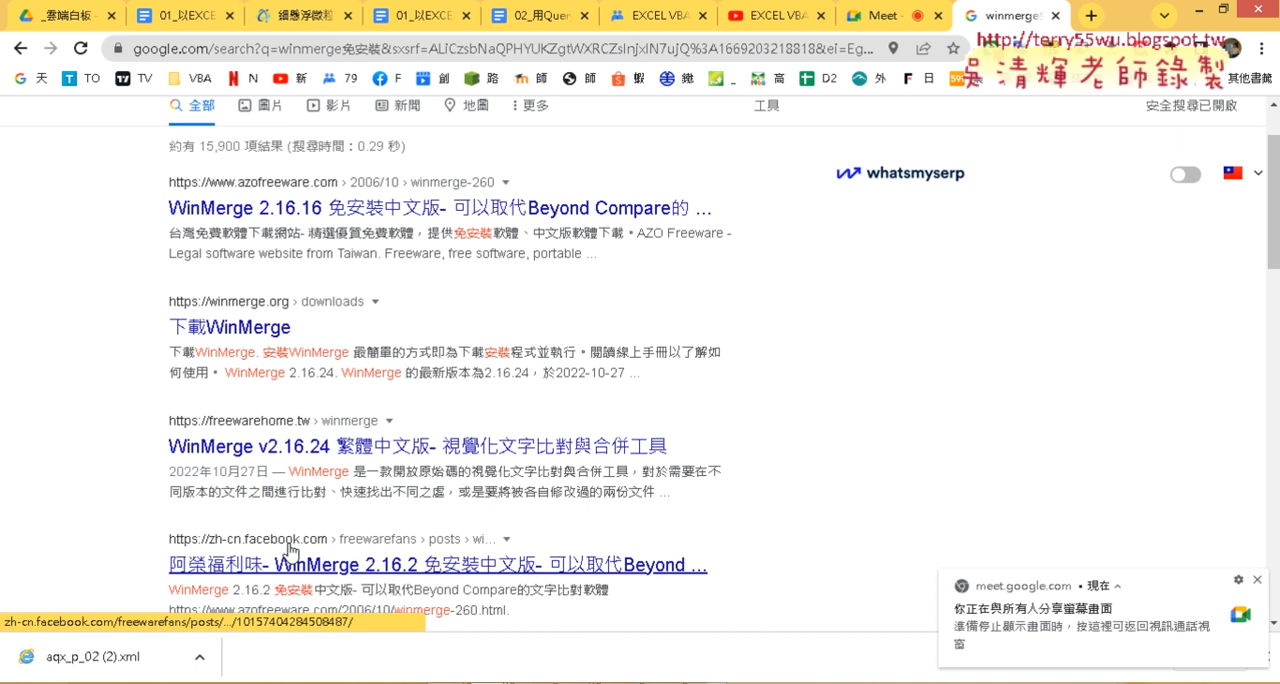 _雲端白板
01_以EXCE
鐳懸浮微粒
01_以EXCE
02_用Quer
EXCEL VBA
EXCEL VBA
Meet -
winmerge免
google.com/search?q=winmerge免安裝&sxsrf=ALiCzsbNaQPHYUKZgtWXRCZslnjxlN7ujQ%3A1669203218818&ei=Eg...
http://terry55wu.blogspot.tw
吳清輝老師錄製
天
TO
TV
VBA
N
新
79
F
創
路
師
師
蝦
D2
外
日
其他書籤
全部
圖片
影片
新聞
地圖
更多
工具
安全搜尋已開啟
約有 15,900 項結果 (搜尋時間：0.29 秒)
whatsmyserp
https://www.azofreeware.com › 2006/10 › winmerge-260
WinMerge 2.16.16 免安裝中文版- 可以取代Beyond Compare的 ...
台灣免費軟體下載網站- 精選優質免費軟體，提供免安裝軟體、中文版軟體下載。AZO Freeware -
Legal software website from Taiwan. Freeware, free software, portable ...
https://winmerge.org › downloads
下載WinMerge
下載WinMerge. 安裝WinMerge 最簡單的方式即為下載安裝程式並執行。閱讀線上手冊以了解如
何使用。 WinMerge 2.16.24. WinMerge 的最新版本為2.16.24，於2022-10-27 ...
https://freewarehome.tw › winmerge
WinMerge v2.16.24 繁體中文版- 視覺化文字比對與合併工具
2022年10月27日 — WinMerge 是一款開放原始碼的視覺化文字比對與合併工具，對於需要在不
同版本的文件之間進行比對、快速找出不同之處，或是要將被各自修改過的兩份文件 ...
https://zh-cn.facebook.com › freewarefans › posts › wi...
阿榮福利味- WinMerge 2.16.2 免安裝中文版- 可以取代Beyond ...
WinMerge 2.16.2 免安裝中文版- 可以取代Beyond Compare的文字比對軟體
https://www.azofreeware.com/2006/10/winmerge-260.html.
zh-cn.facebook.com/freewarefans/posts/.../10157404284508487/
meet.google.com • 現在
你正在與所有人分享螢幕畫面
準備停止顯示畫面時，按這裡可返回視訊通話視
窗
aqx_p_02 (2).xml